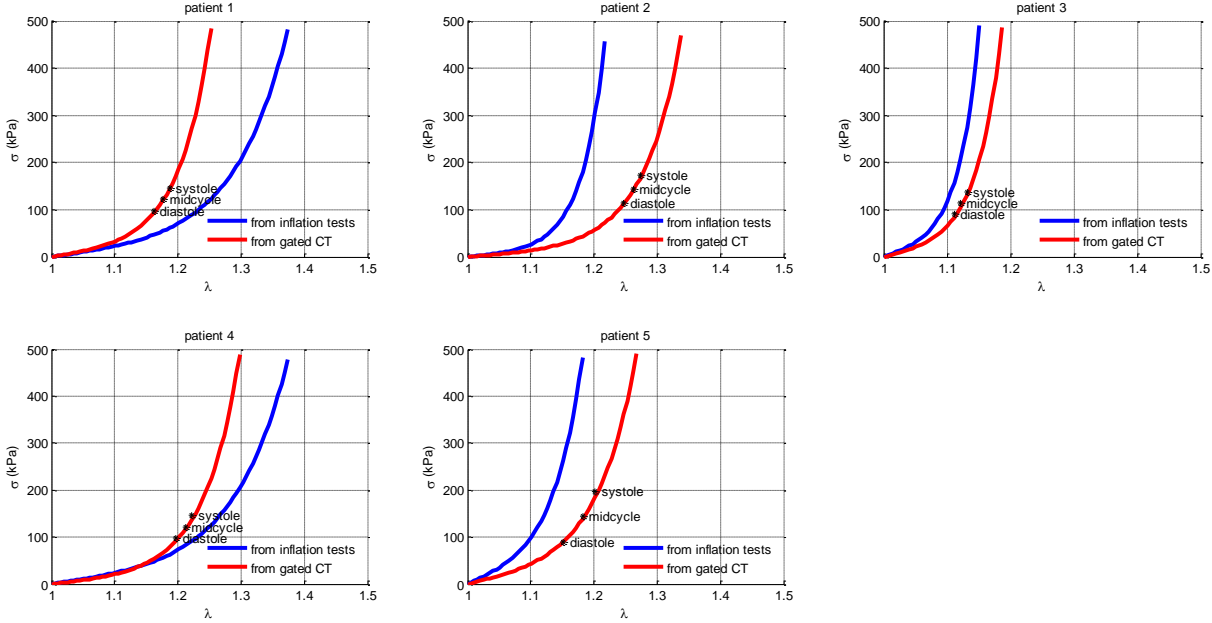 patient 1
500
400
300
200
100
0
σ (kPa)
systole
midcycle
diastole
from inflation tests
from gated CT
1 1.1 1.2 1.3 1.4 1.5
λ
patient 2
500
400
300
200
100
0
σ (kPa)
systole
midcycle
diastole
from inflation tests
from gated CT
1 1.1 1.2 1.3 1.4 1.5
λ
patient 3
500
400
300
200
100
0
σ (kPa)
systole
midcycle
diastole
from inflation tests
from gated CT
1 1.1 1.2 1.3 1.4 1.5
λ
patient 4
500
400
300
200
100
0
σ (kPa)
systole
midcycle
diastole
from inflation tests
from gated CT
1 1.1 1.2 1.3 1.4 1.5
λ
patient 5
500
400
300
200
100
0
σ (kPa)
systole
midcycle
diastole
from inflation tests
from gated CT
1 1.1 1.2 1.3 1.4 1.5
λ